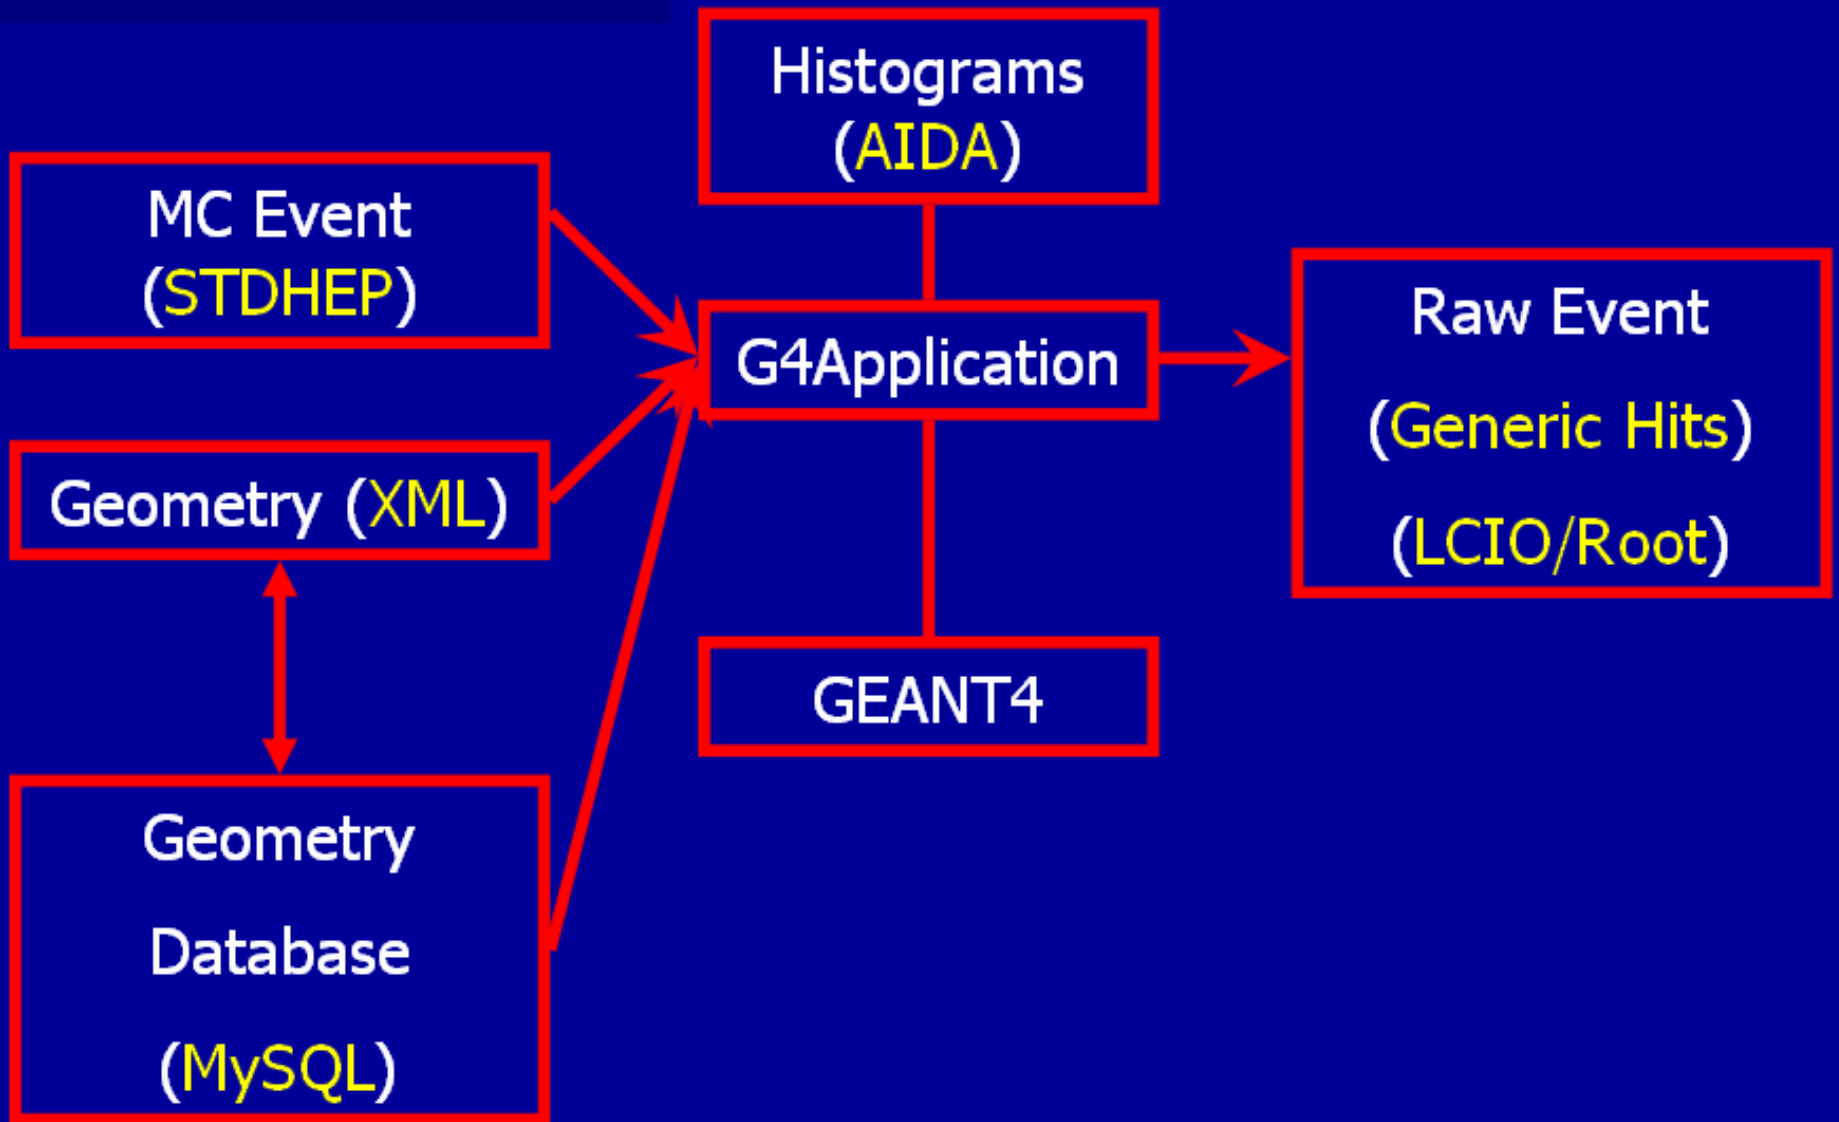 Histograms
(AIDA)
MC Event
(STDHEP)
G4Application
Raw Event
(Generic Hits)
(LCIO/Root)
Geometry (XML)
GEANT4
Geometry
Database
(MySQL)